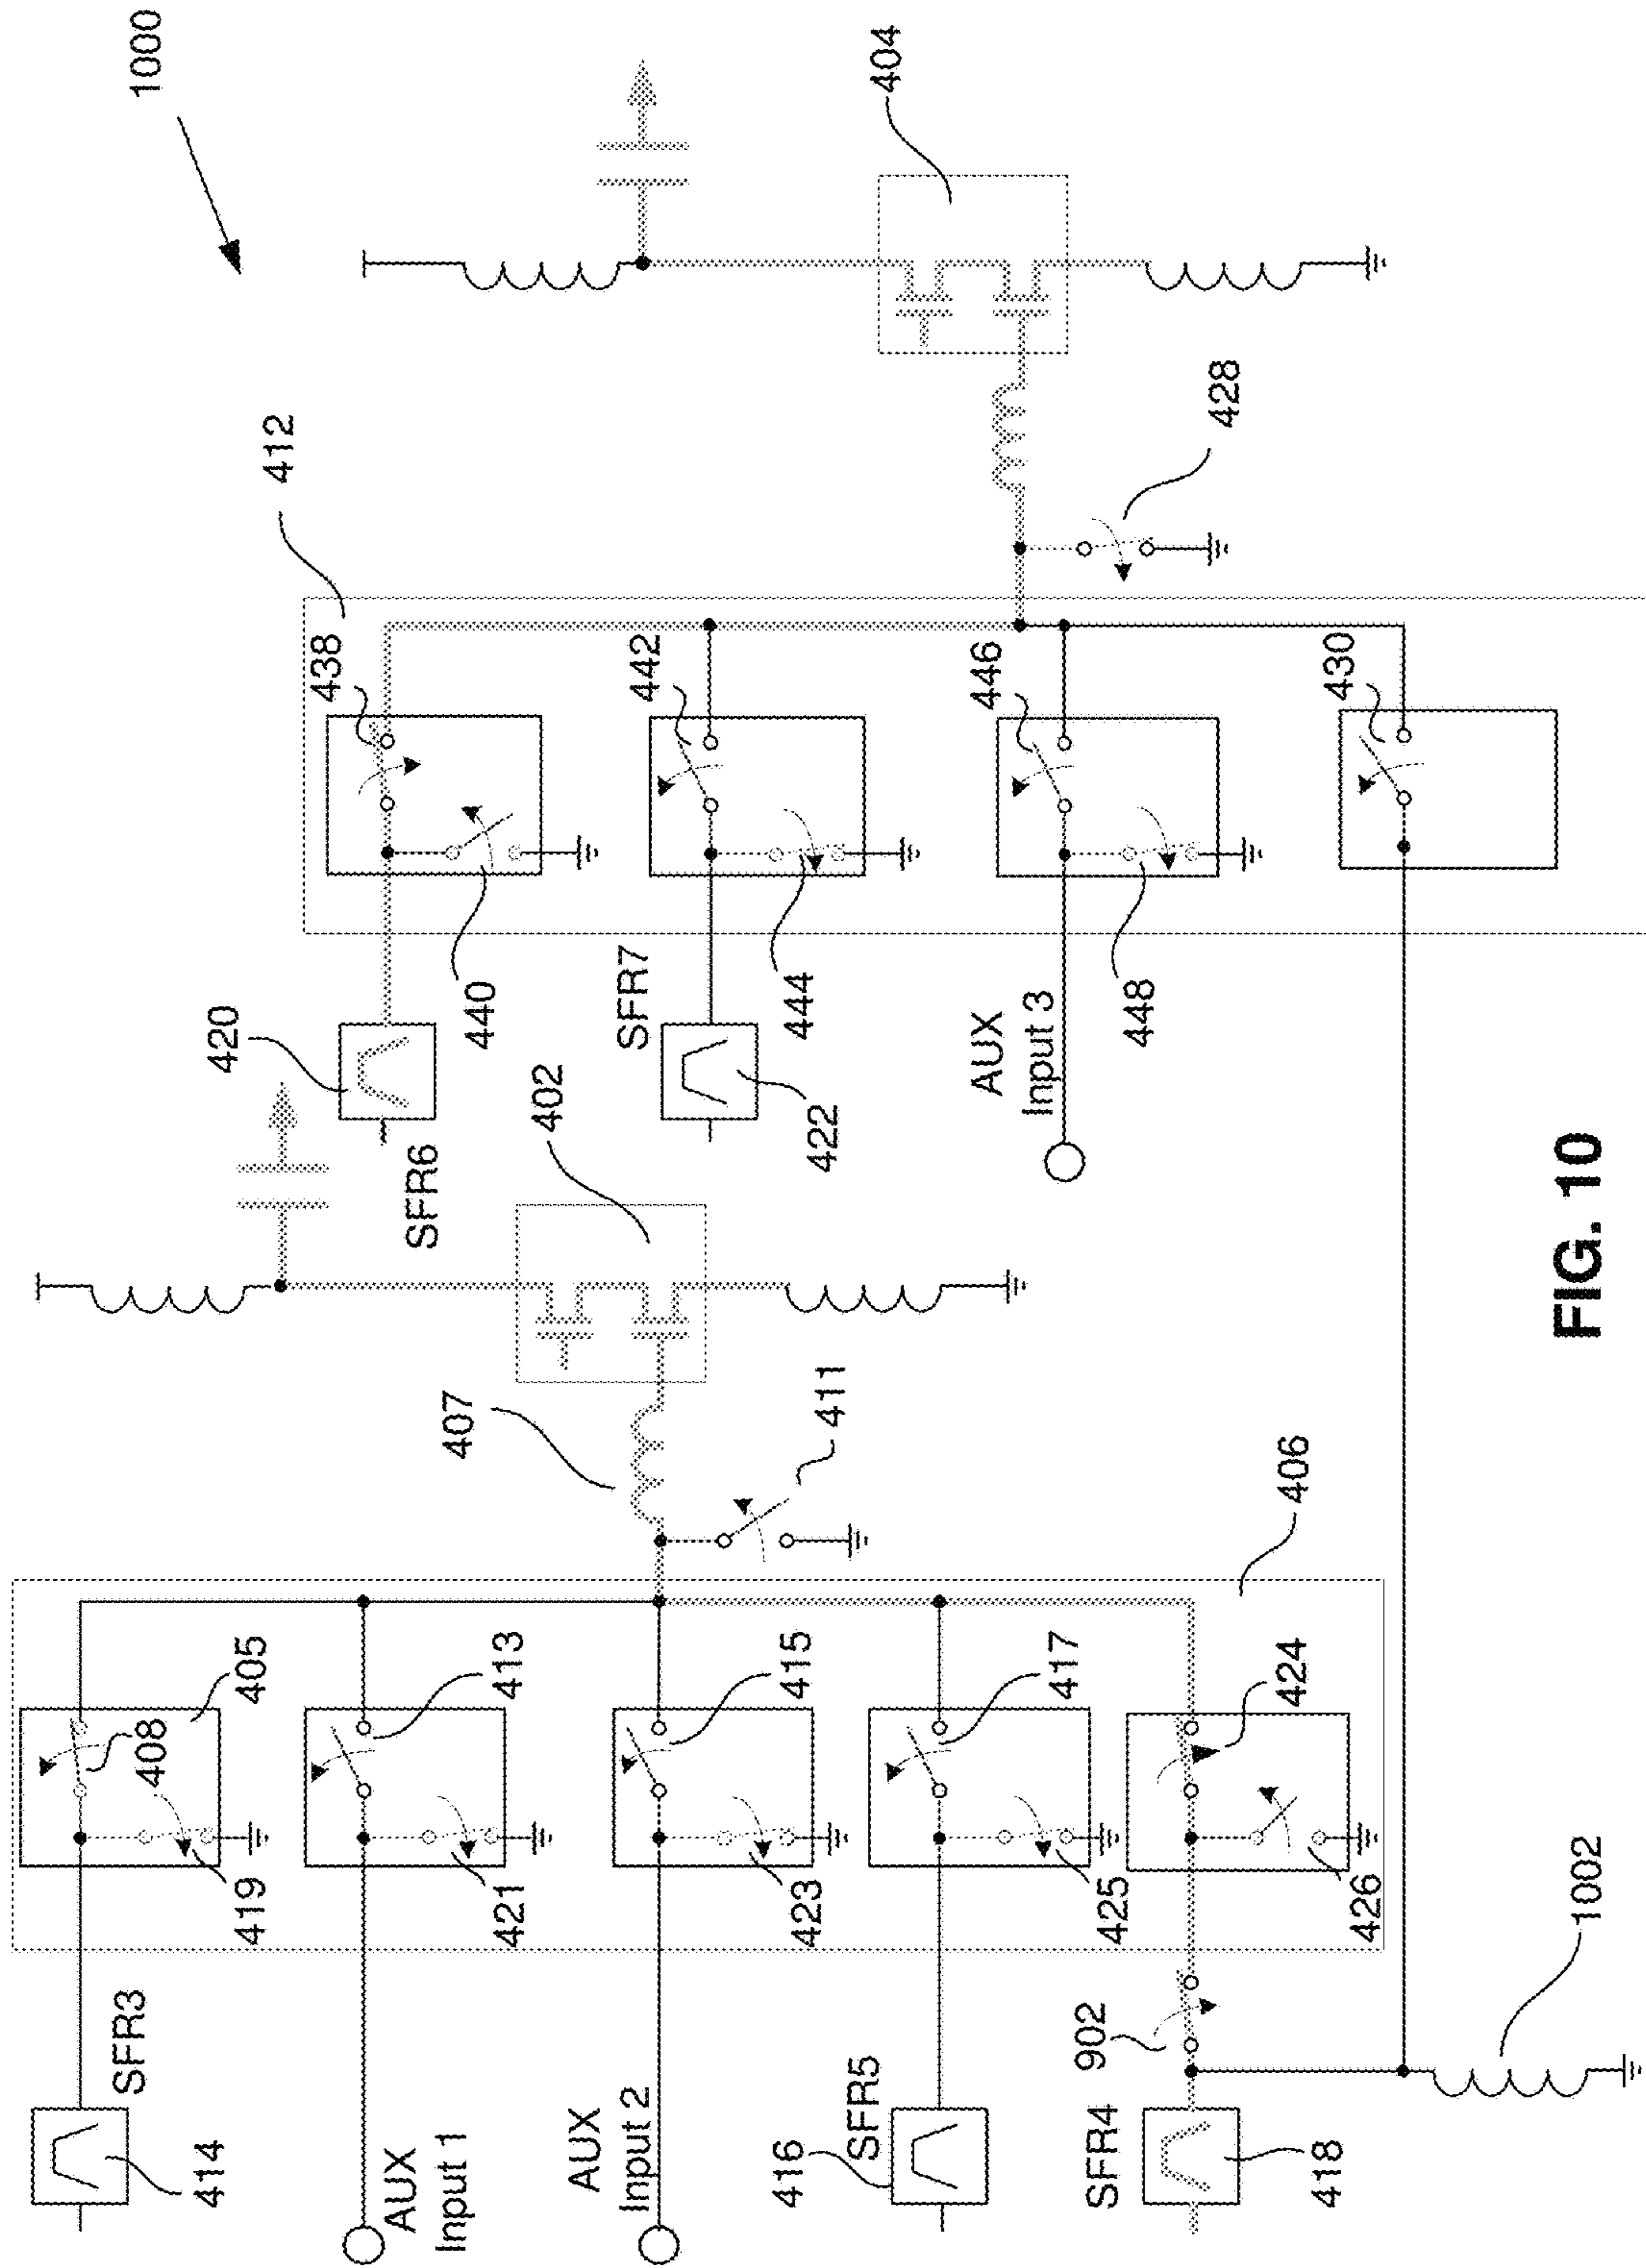 1000
404
412
428
438
442
446
430
420
440
SFR6
SFR7
444
422
448
AUX
Input 3
402
407
411
406
405
408
413
415
417
424
419
421
423
425
426
SFR3
414
AUX
Input 1
AUX
Input 2
SFR5
416
902
SFR4
418
1002
FIG. 10